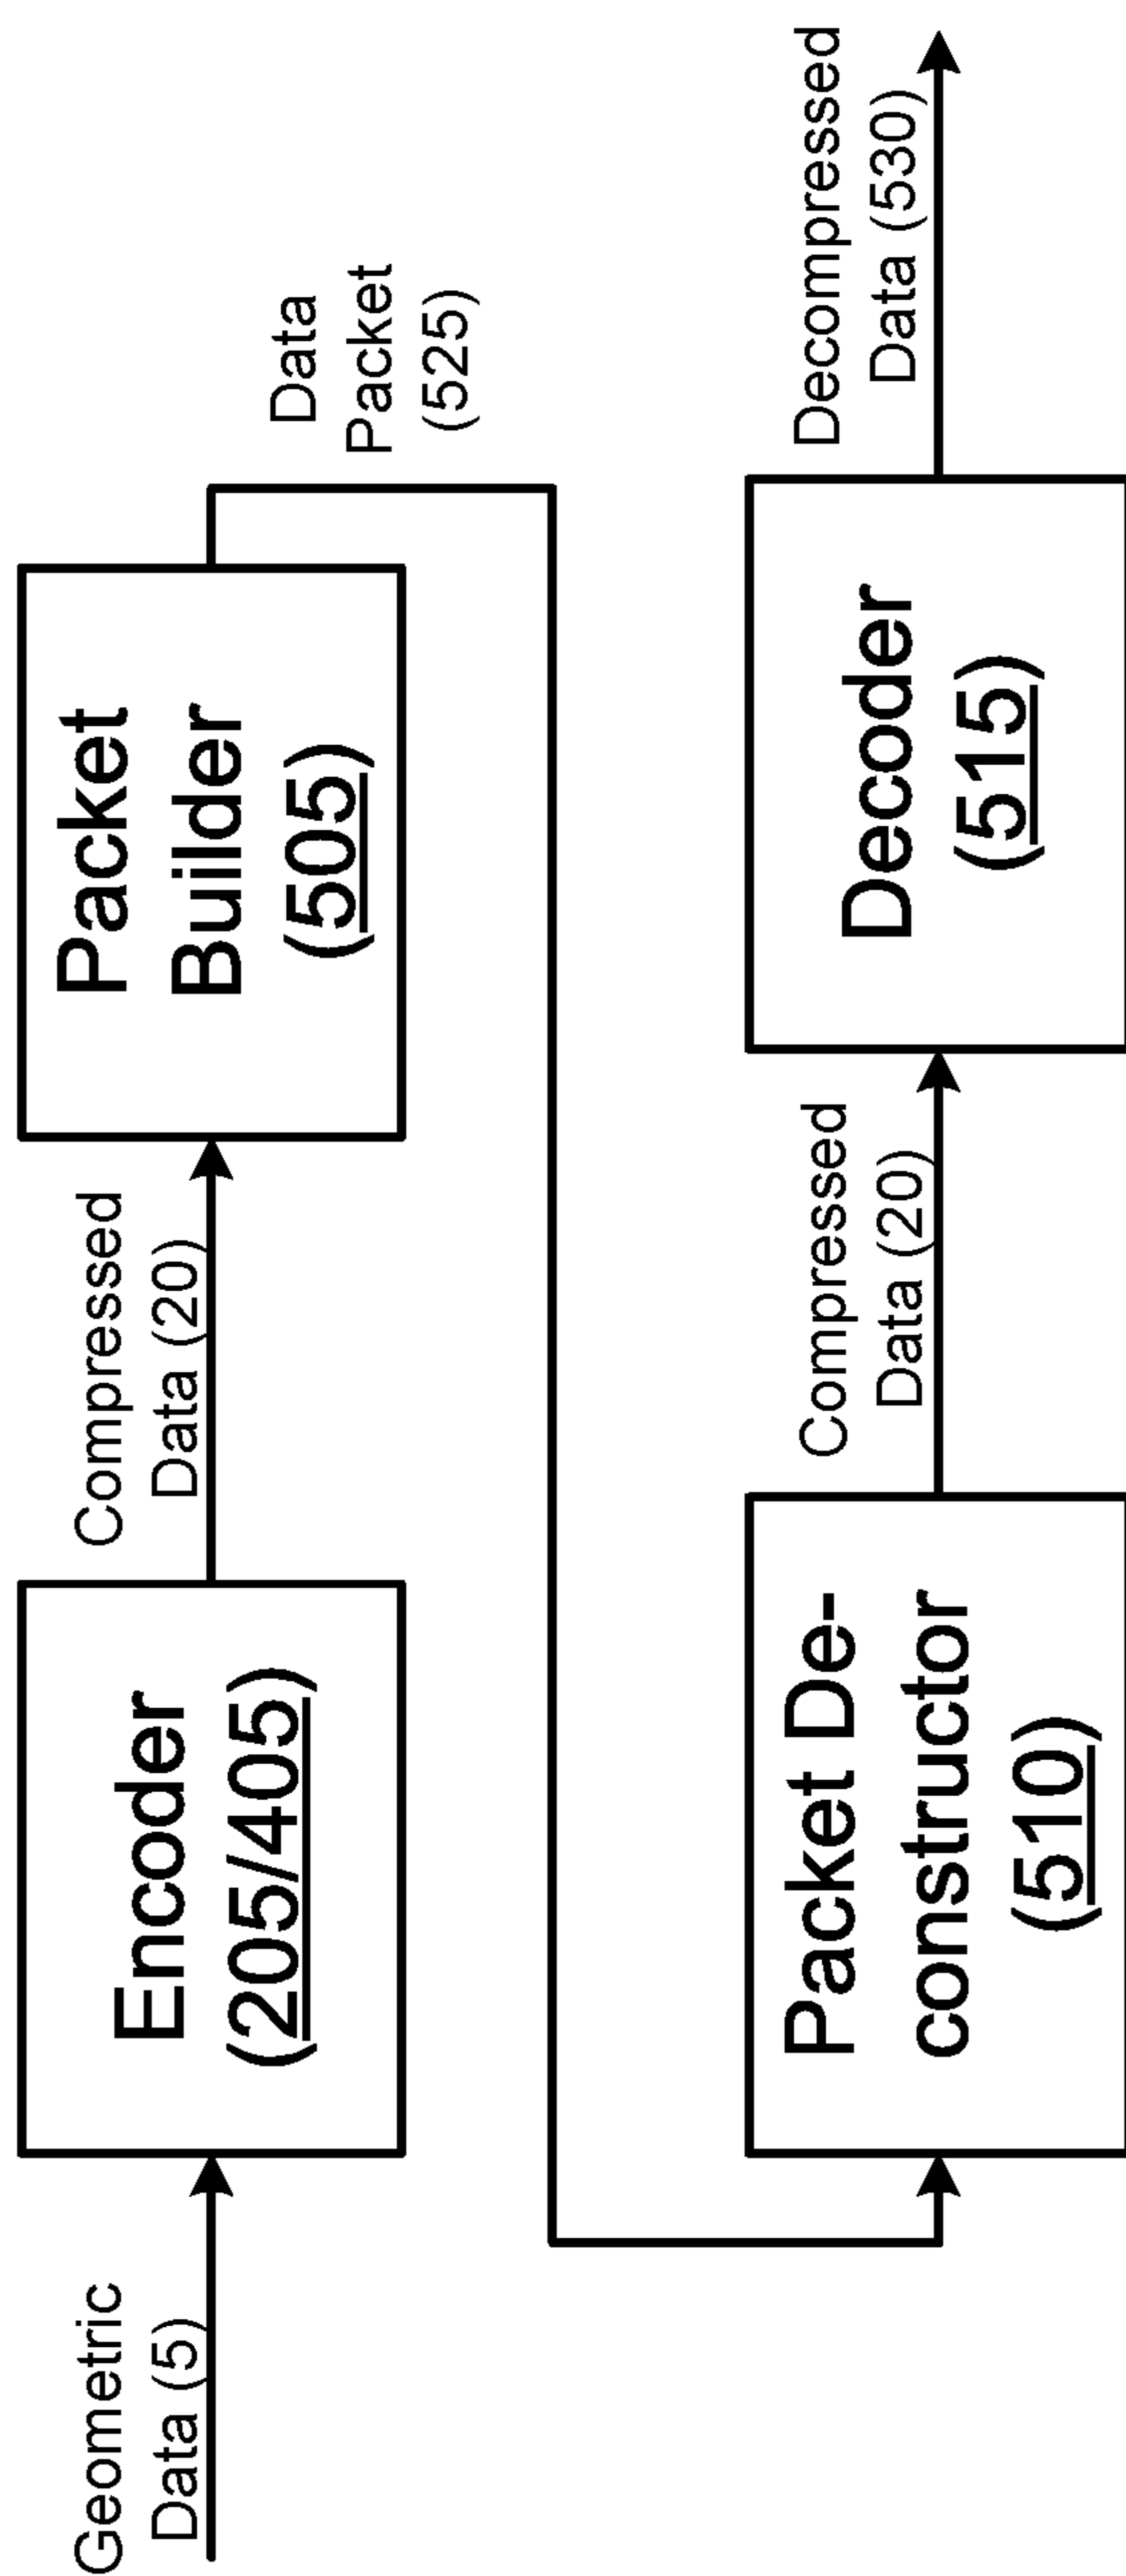 Geometric
Data (5)
Encoder
(205/405)
Compressed
Data (20)
Packet
Builder
(505)
Data
Packet
(525)
Packet De-
constructor
(510)
Compressed
Data (20)
Decoder
(515)
Decompressed
Data (530)